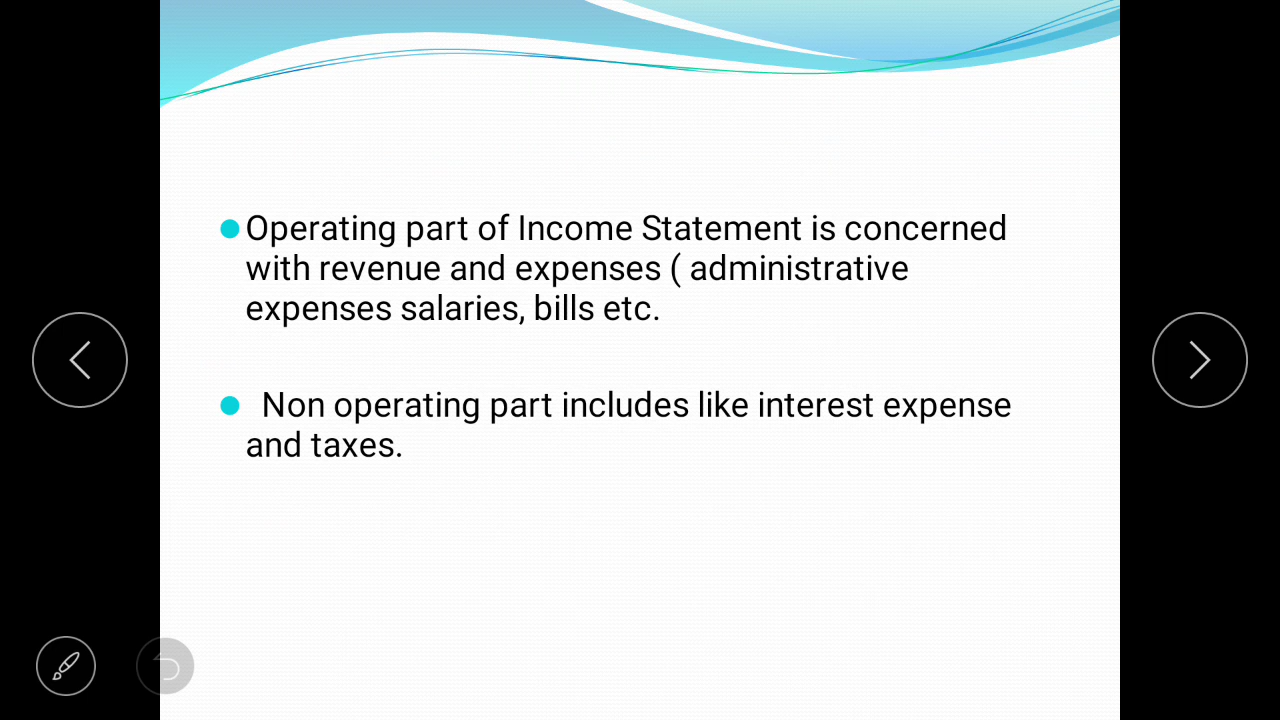 Operating part of Income Statement is concerned
with revenue and expenses ( administrative
expenses salaries, bills etc.
Non operating part includes like interest expense
and taxes.